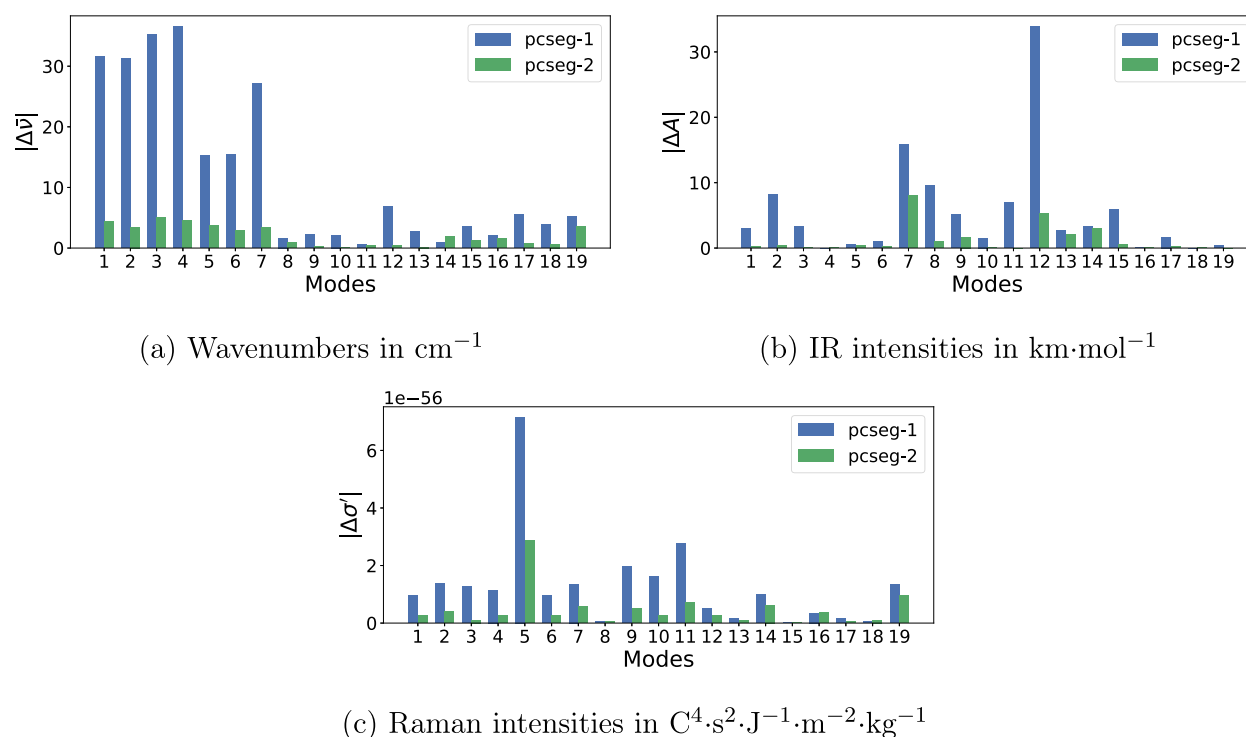 pcseg-1
pcseg-2
|Δν̄|
30
20
10
0
1 2 3 4 5 6 7 8 9 10 11 12 13 14 15 16 17 18 19
Modes
(a) Wavenumbers in cm⁻¹
pcseg-1
pcseg-2
|ΔA|
30
20
10
0
1 2 3 4 5 6 7 8 9 10 11 12 13 14 15 16 17 18 19
Modes
(b) IR intensities in km·mol⁻¹
1e−56
pcseg-1
pcseg-2
|Δσ′|
6
4
2
0
1 2 3 4 5 6 7 8 9 10 11 12 13 14 15 16 17 18 19
Modes
(c) Raman intensities in C⁴·s²·J⁻¹·m⁻²·kg⁻¹